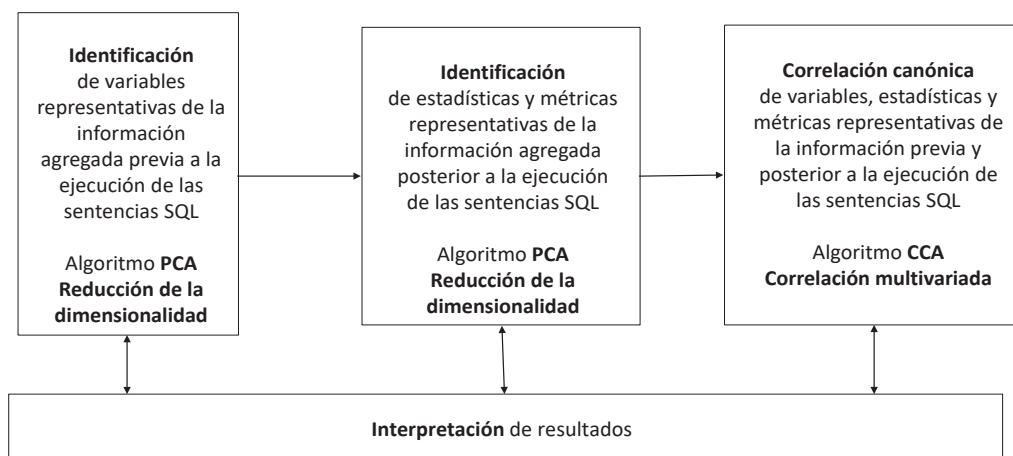 Identificación
de variables
representativas de la
información
agregada previa a la
ejecución de las
sentencias SQL
Algoritmo PCA
Reducción de la
dimensionalidad
Identificación
de estadísticas y métricas
representativas de la
información agregada
posterior a la ejecución
de las sentencias SQL
Algoritmo PCA
Reducción de la
dimensionalidad
Correlación canónica
de variables, estadísticas y
métricas representativas de
la información previa y
posterior a la ejecución de
las sentencias SQL
Algoritmo CCA
Correlación multivariada
Interpretación de resultados